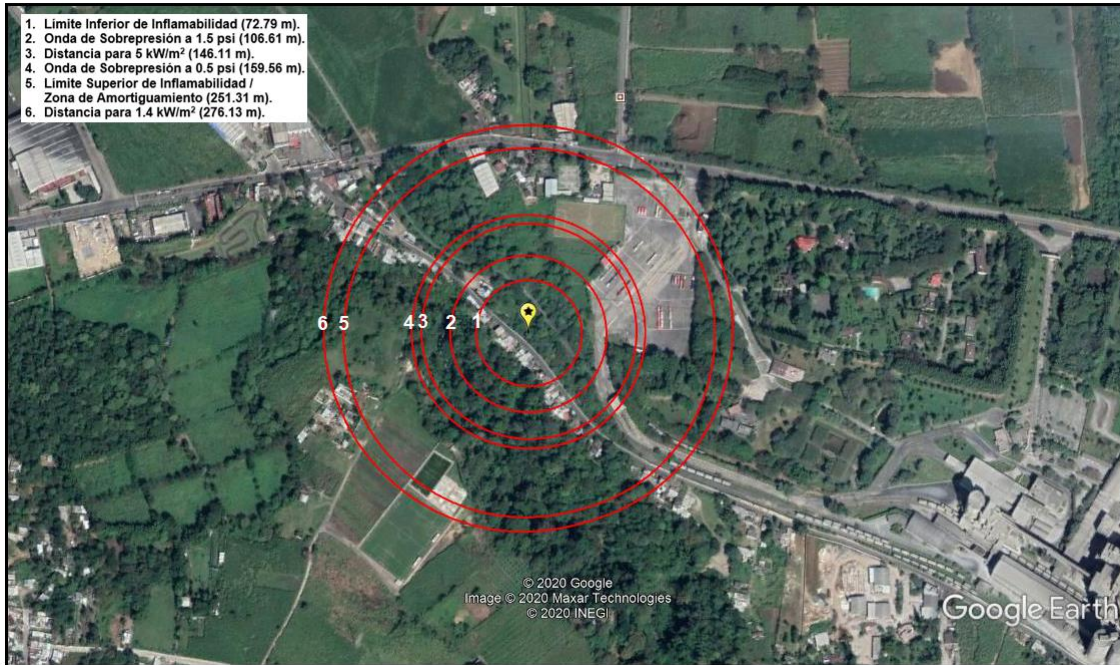 1. Límite Inferior de Inflamabilidad (72.79 m).
2. Onda de Sobrepresión a 1.5 psi (106.61 m).
3. Distancia para 5 kW/m² (146.11 m).
4. Onda de Sobrepresión a 0.5 psi (159.56 m).
5. Límite Superior de Inflamabilidad /
Zona de Amortiguamiento (251.31 m).
6. Distancia para 1.4 kW/m² (276.13 m).
6 5 4 3 2 1
© 2020 Google
Image © 2020 Maxar Technologies
© 2020 INEGI
Google Earth